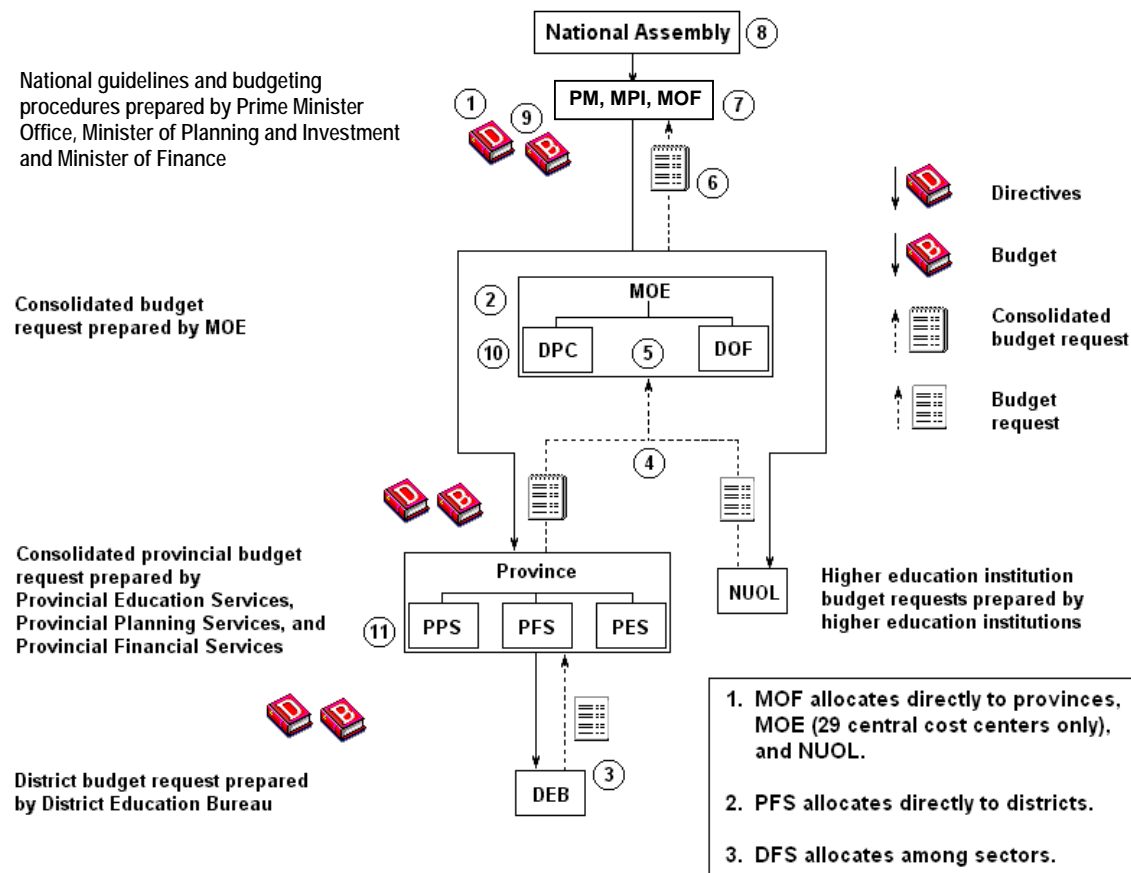 National Assembly
8
National guidelines and budgeting
procedures prepared by Prime Minister
Office, Minister of Planning and Investment
and Minister of Finance
1
9
D
B
PM, MPI, MOF
7
6
D
Directives
B
Budget
Consolidated
budget request
Budget
request
Consolidated budget
request prepared by MOE
2
MOE
10
DPC
5
DOF
4
D
B
Consolidated provincial budget
request prepared by
Provincial Education Services,
Provincial Planning Services, and
Provincial Financial Services
Province
11
PPS
PFS
PES
NUOL
Higher education institution
budget requests prepared by
higher education institutions
D
B
District budget request prepared
by District Education Bureau
DEB
3
1. MOF allocates directly to provinces,
MOE (29 central cost centers only),
and NUOL.
2. PFS allocates directly to districts.
3. DFS allocates among sectors.